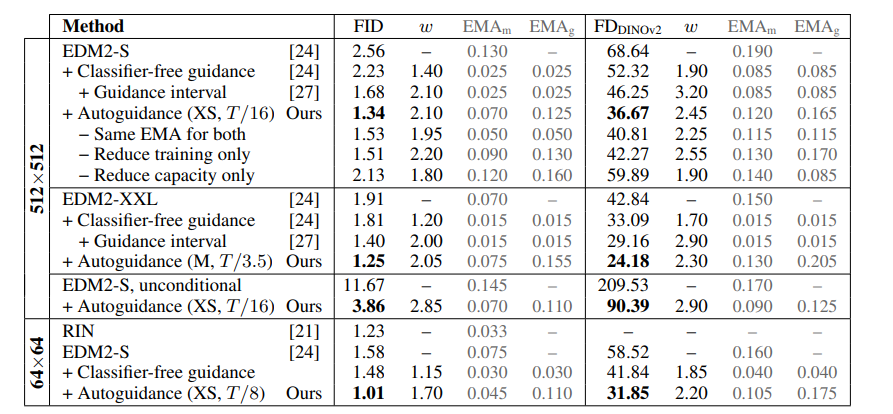 Method FID w EMAm EMAg FDDINOv2 w EMAm EMAg
512×512
EDM2-S [24] 2.56 – 0.130 – 68.64 – 0.190 –
+ Classifier-free guidance [24] 2.23 1.40 0.025 0.025 52.32 1.90 0.085 0.085
+ Guidance interval [27] 1.68 2.10 0.025 0.025 46.25 3.20 0.085 0.085
+ Autoguidance (XS, T/16) Ours 1.34 2.10 0.070 0.125 36.67 2.45 0.120 0.165
− Same EMA for both 1.53 1.95 0.050 0.050 40.81 2.25 0.115 0.115
− Reduce training only 1.51 2.20 0.090 0.130 42.27 2.55 0.130 0.170
− Reduce capacity only 2.13 1.80 0.120 0.160 59.89 1.90 0.140 0.085
EDM2-XXL [24] 1.91 – 0.070 – 42.84 – 0.150 –
+ Classifier-free guidance [24] 1.81 1.20 0.015 0.015 33.09 1.70 0.015 0.015
+ Guidance interval [27] 1.40 2.00 0.015 0.015 29.16 2.90 0.015 0.015
+ Autoguidance (M, T/3.5) Ours 1.25 2.05 0.075 0.155 24.18 2.30 0.130 0.205
EDM2-S, unconditional 11.67 – 0.145 – 209.53 – 0.170 –
+ Autoguidance (XS, T/16) Ours 3.86 2.85 0.070 0.110 90.39 2.90 0.090 0.125
64×64
RIN [21] 1.23 – 0.033 – – – – –
EDM2-S [24] 1.58 – 0.075 – 58.52 – 0.160 –
+ Classifier-free guidance 1.48 1.15 0.030 0.030 41.84 1.85 0.040 0.040
+ Autoguidance (XS, T/8) Ours 1.01 1.70 0.045 0.110 31.85 2.20 0.105 0.175